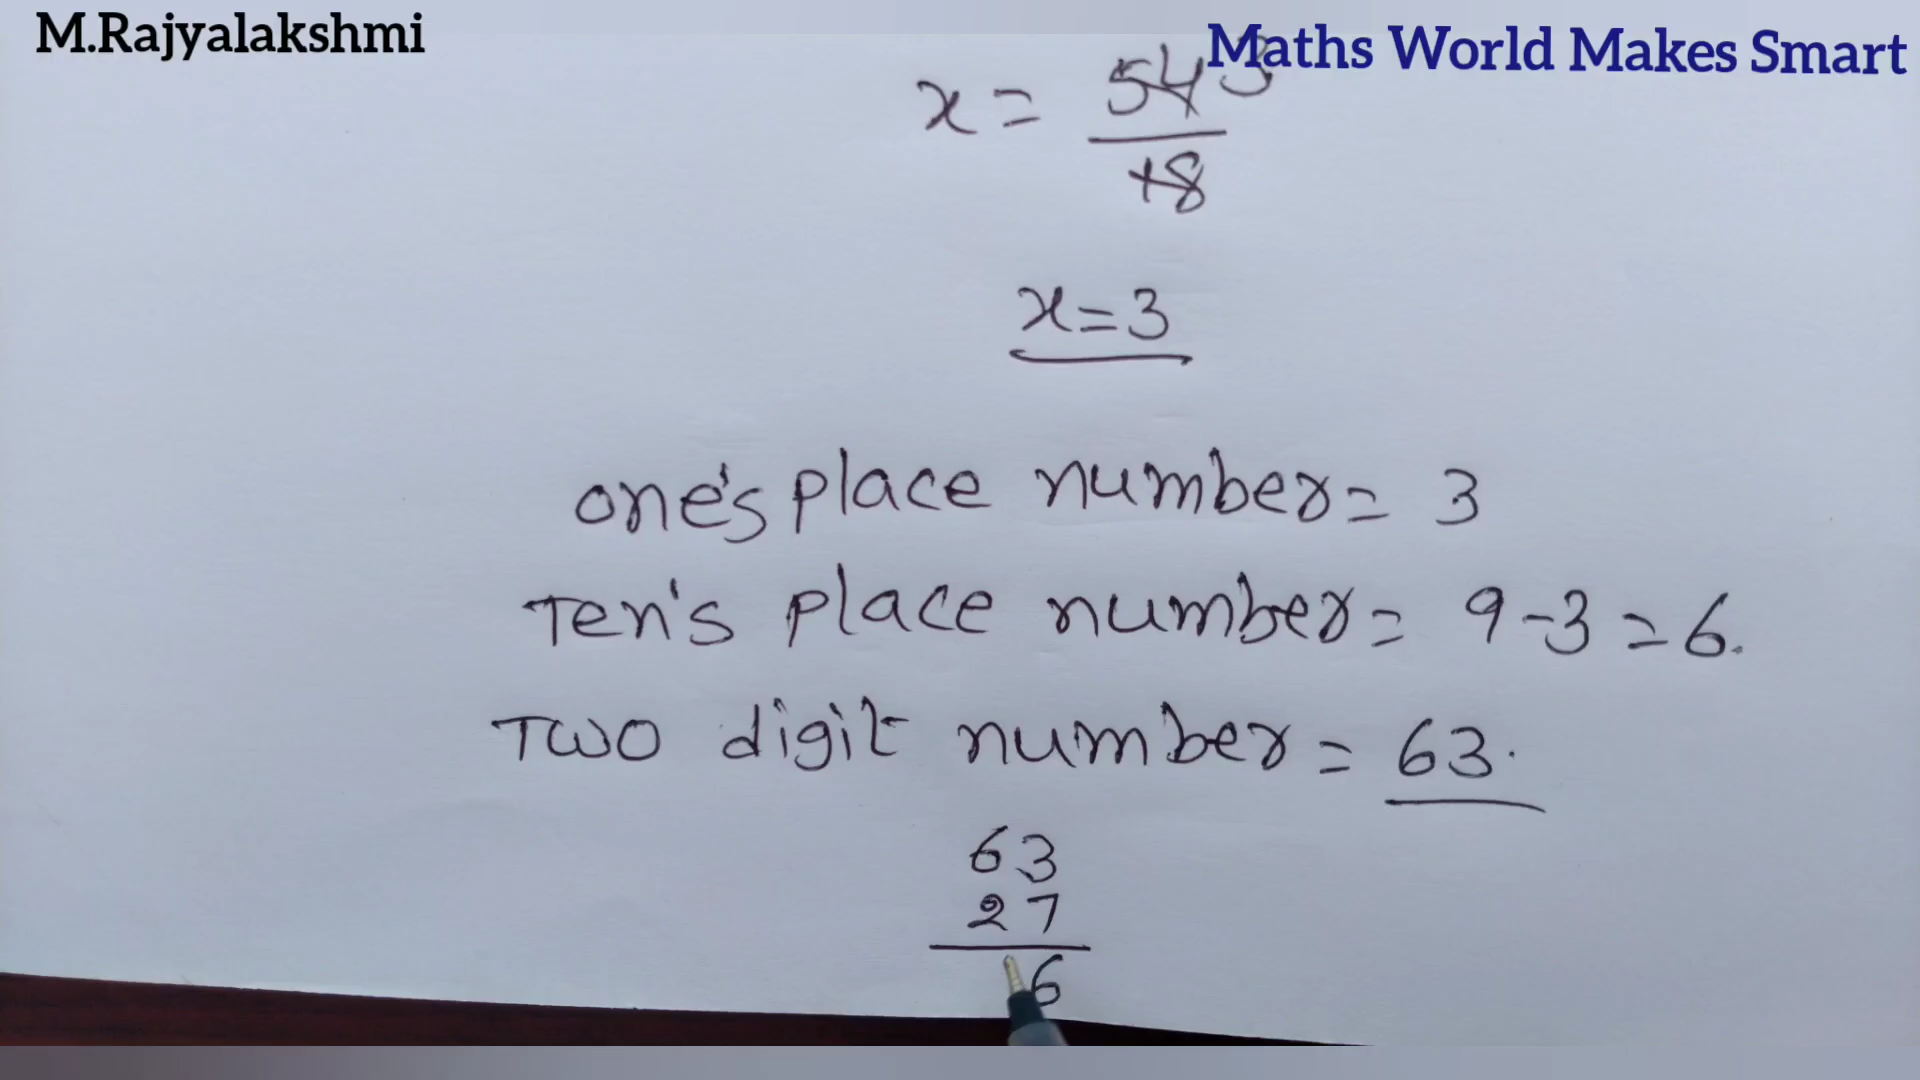 M.Rajyalakshmi
Maths World Makes Smart
x = 54 3
18
x=3
one's place number= 3
Ten's place number= 9-3=6.
Two digit number= 63.
63
27
6